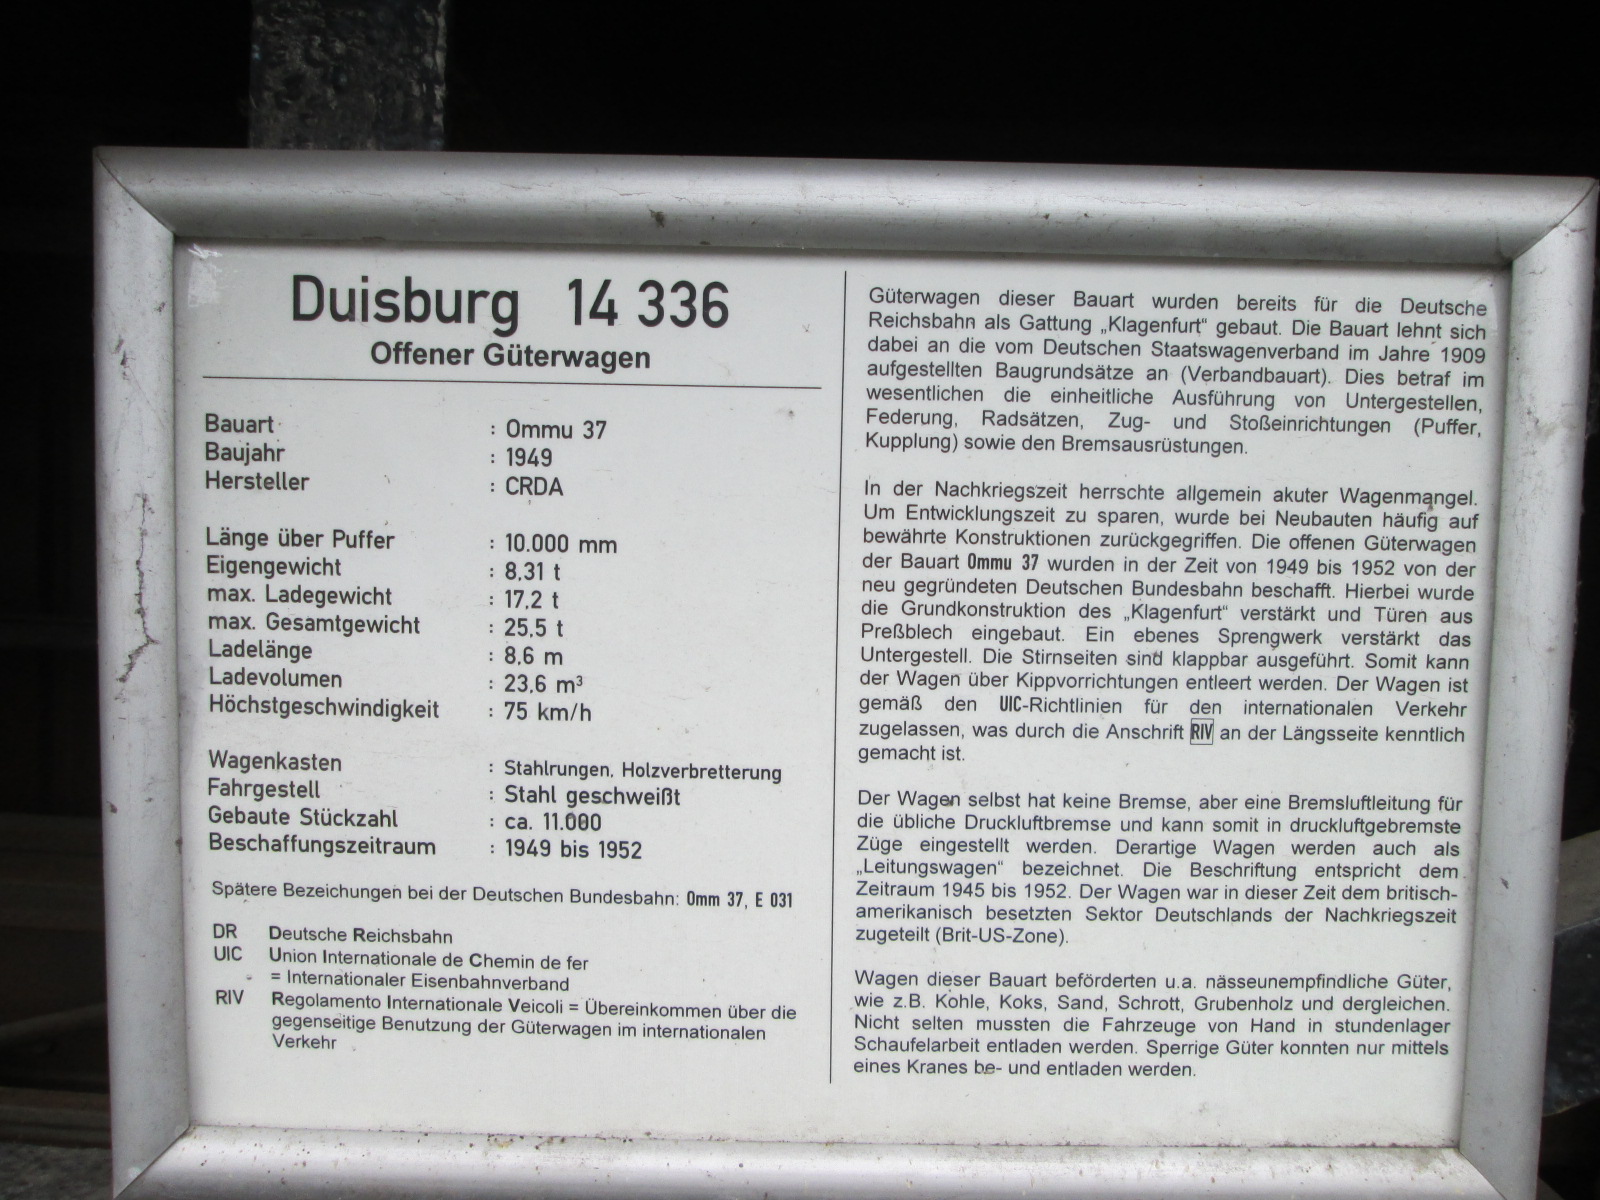 Duisburg 14 336
Offener Güterwagen
Bauart : Ommu 37
Baujahr : 1949
Hersteller : CRDA
Länge über Puffer : 10.000 mm
Eigengewicht : 8,31 t
max. Ladegewicht : 17,2 t
max. Gesamtgewicht : 25,5 t
Ladelänge : 8,6 m
Ladevolumen : 23,6 m³
Höchstgeschwindigkeit : 75 km/h
Wagenkasten : Stahlrungen, Holzverbretterung
Fahrgestell : Stahl geschweißt
Gebaute Stückzahl : ca. 11.000
Beschaffungszeitraum : 1949 bis 1952
Spätere Bezeichungen bei der Deutschen Bundesbahn: Omm 37, E 031
DR Deutsche Reichsbahn
UIC Union Internationale de Chemin de fer
= Internationaler Eisenbahnverband
RIV Regolamento Internationale Veicoli = Übereinkommen über die
gegenseitige Benutzung der Güterwagen im internationalen
Verkehr
Güterwagen dieser Bauart wurden bereits für die Deutsche
Reichsbahn als Gattung „Klagenfurt“ gebaut. Die Bauart lehnt sich
dabei an die vom Deutschen Staatswagenverband im Jahre 1909
aufgestellten Baugrundsätze an (Verbandbauart). Dies betraf im
wesentlichen die einheitliche Ausführung von Untergestellen,
Federung, Radsätzen, Zug- und Stoßeinrichtungen (Puffer,
Kupplung) sowie den Bremsausrüstungen.
In der Nachkriegszeit herrschte allgemein akuter Wagenmangel.
Um Entwicklungszeit zu sparen, wurde bei Neubauten häufig auf
bewährte Konstruktionen zurückgegriffen. Die offenen Güterwagen
der Bauart Ommu 37 wurden in der Zeit von 1949 bis 1952 von der
neu gegründeten Deutschen Bundesbahn beschafft. Hierbei wurde
die Grundkonstruktion des „Klagenfurt“ verstärkt und Türen aus
Preßblech eingebaut. Ein ebenes Sprengwerk verstärkt das
Untergestell. Die Stirnseiten sind klappbar ausgeführt. Somit kann
der Wagen über Kippvorrichtungen entleert werden. Der Wagen ist
gemäß den UIC-Richtlinien für den internationalen Verkehr
zugelassen, was durch die Anschrift RIV an der Längsseite kenntlich
gemacht ist.
Der Wagen selbst hat keine Bremse, aber eine Bremsluftleitung für
die übliche Druckluftbremse und kann somit in druckluftgebremste
Züge eingestellt werden. Derartige Wagen werden auch als
„Leitungswagen“ bezeichnet. Die Beschriftung entspricht dem
Zeitraum 1945 bis 1952. Der Wagen war in dieser Zeit dem britisch-
amerikanisch besetzten Sektor Deutschlands der Nachkriegszeit
zugeteilt (Brit-US-Zone).
Wagen dieser Bauart beförderten u.a. nässeunempfindliche Güter,
wie z.B. Kohle, Koks, Sand, Schrott, Grubenholz und dergleichen.
Nicht selten mussten die Fahrzeuge von Hand in stundenlager
Schaufelarbeit entladen werden. Sperrige Güter konnten nur mittels
eines Kranes be- und entladen werden.